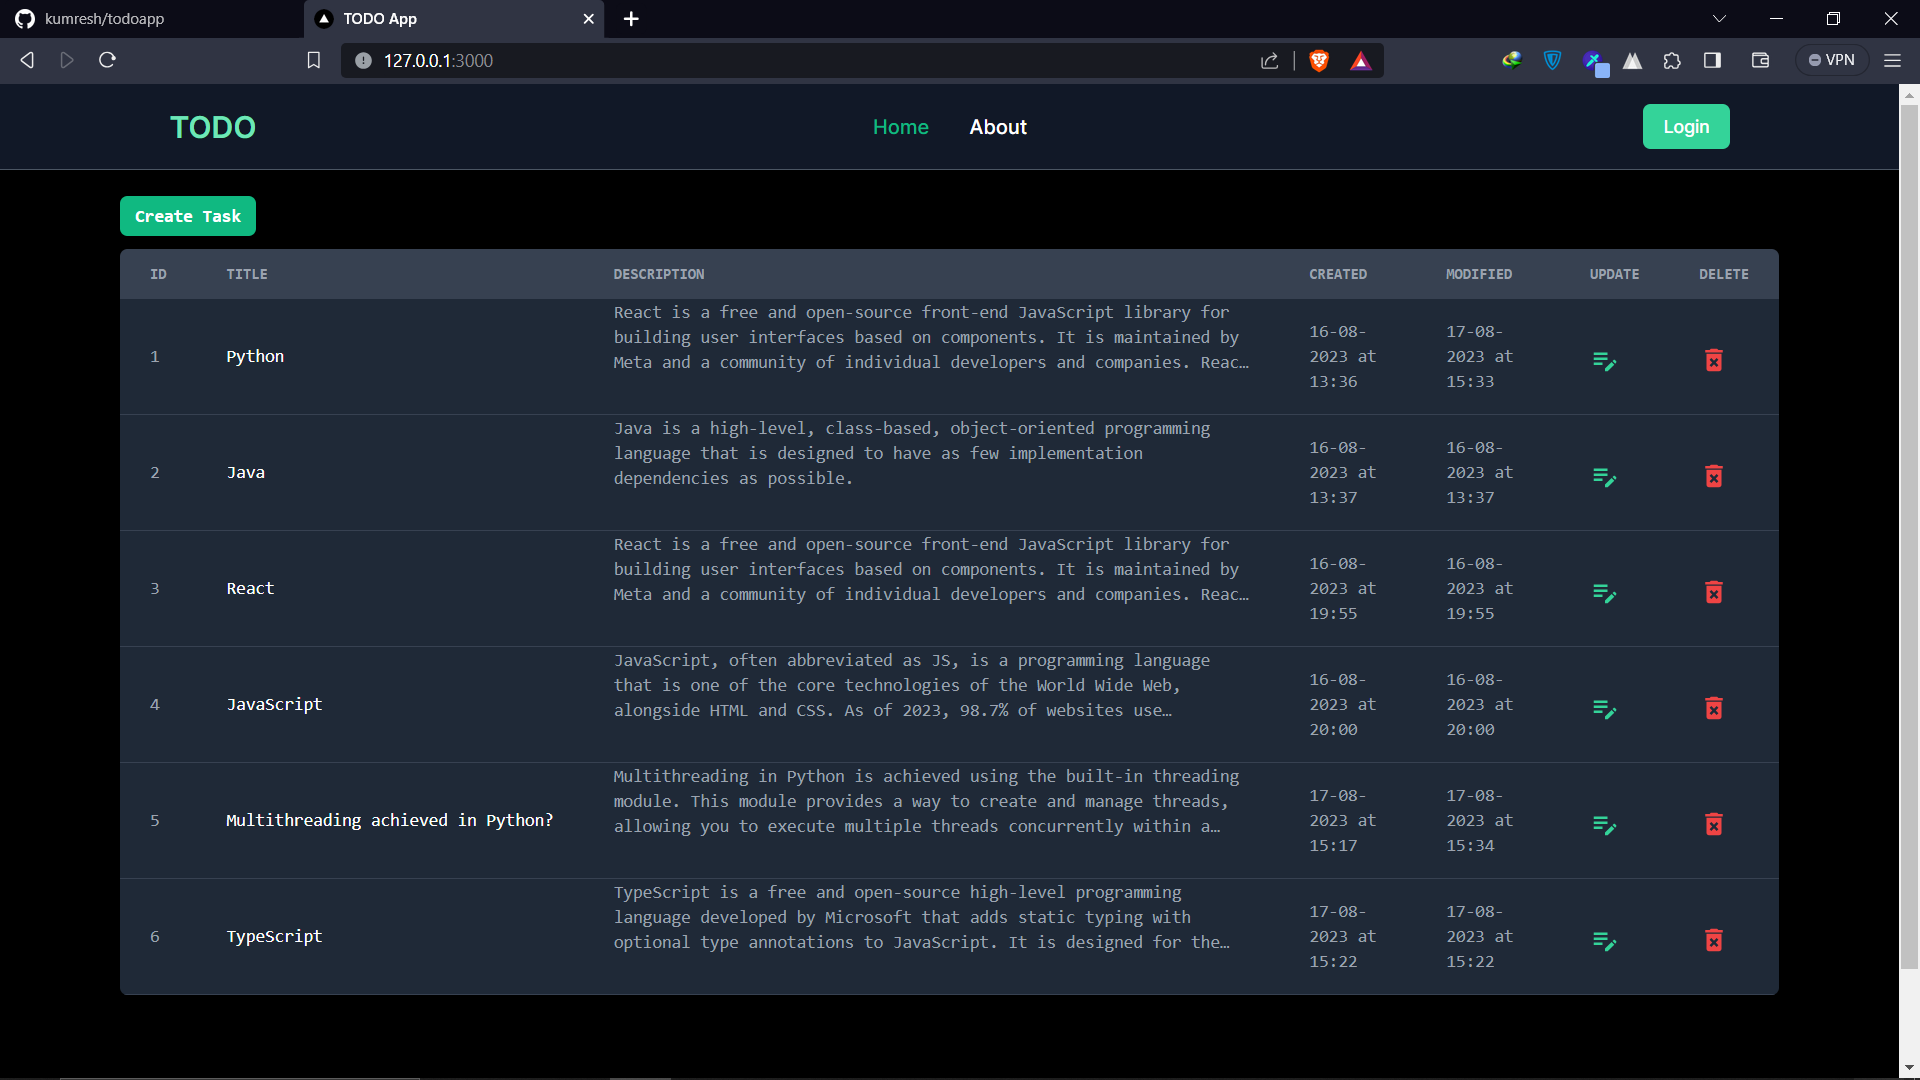 kumresh/todoapp
TODO App
127.0.0.1:3000
VPN
TODO
Home
About
Login
Create Task
ID TITLE DESCRIPTION CREATED MODIFIED UPDATE DELETE
1
Python
React is a free and open-source front-end JavaScript library for
building user interfaces based on components. It is maintained by
Meta and a community of individual developers and companies. Reac…
16-08-
2023 at
13:36
17-08-
2023 at
15:33
2
Java
Java is a high-level, class-based, object-oriented programming
language that is designed to have as few implementation
dependencies as possible.
16-08-
2023 at
13:37
16-08-
2023 at
13:37
3
React
React is a free and open-source front-end JavaScript library for
building user interfaces based on components. It is maintained by
Meta and a community of individual developers and companies. Reac…
16-08-
2023 at
19:55
16-08-
2023 at
19:55
4
JavaScript
JavaScript, often abbreviated as JS, is a programming language
that is one of the core technologies of the World Wide Web,
alongside HTML and CSS. As of 2023, 98.7% of websites use…
16-08-
2023 at
20:00
16-08-
2023 at
20:00
5
Multithreading achieved in Python?
Multithreading in Python is achieved using the built-in threading
module. This module provides a way to create and manage threads,
allowing you to execute multiple threads concurrently within a…
17-08-
2023 at
15:17
17-08-
2023 at
15:34
6
TypeScript
TypeScript is a free and open-source high-level programming
language developed by Microsoft that adds static typing with
optional type annotations to JavaScript. It is designed for the…
17-08-
2023 at
15:22
17-08-
2023 at
15:22